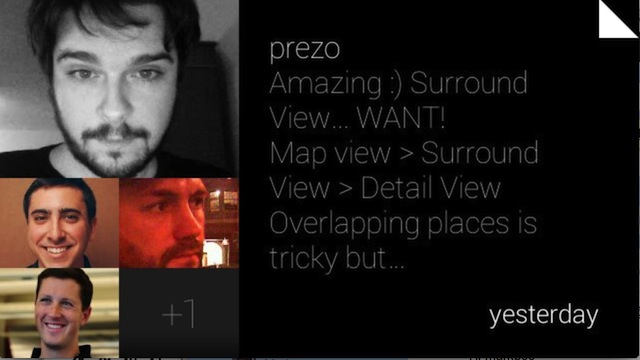 prezo
Amazing :) Surround
View... WANT!
Map view > Surround
View > Detail View
Overlapping places is
tricky but...
+1
yesterday